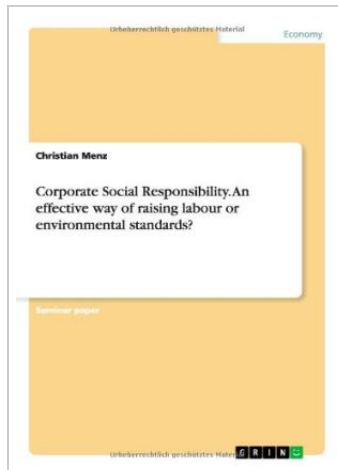 Urheberrechtlich geschütztes Material
Economy
Christian Menz
Corporate Social Responsibility. An
effective way of raising labour or
environmental standards?
Seminar paper
Urheberrechtlich geschütztes Mater
GRIN